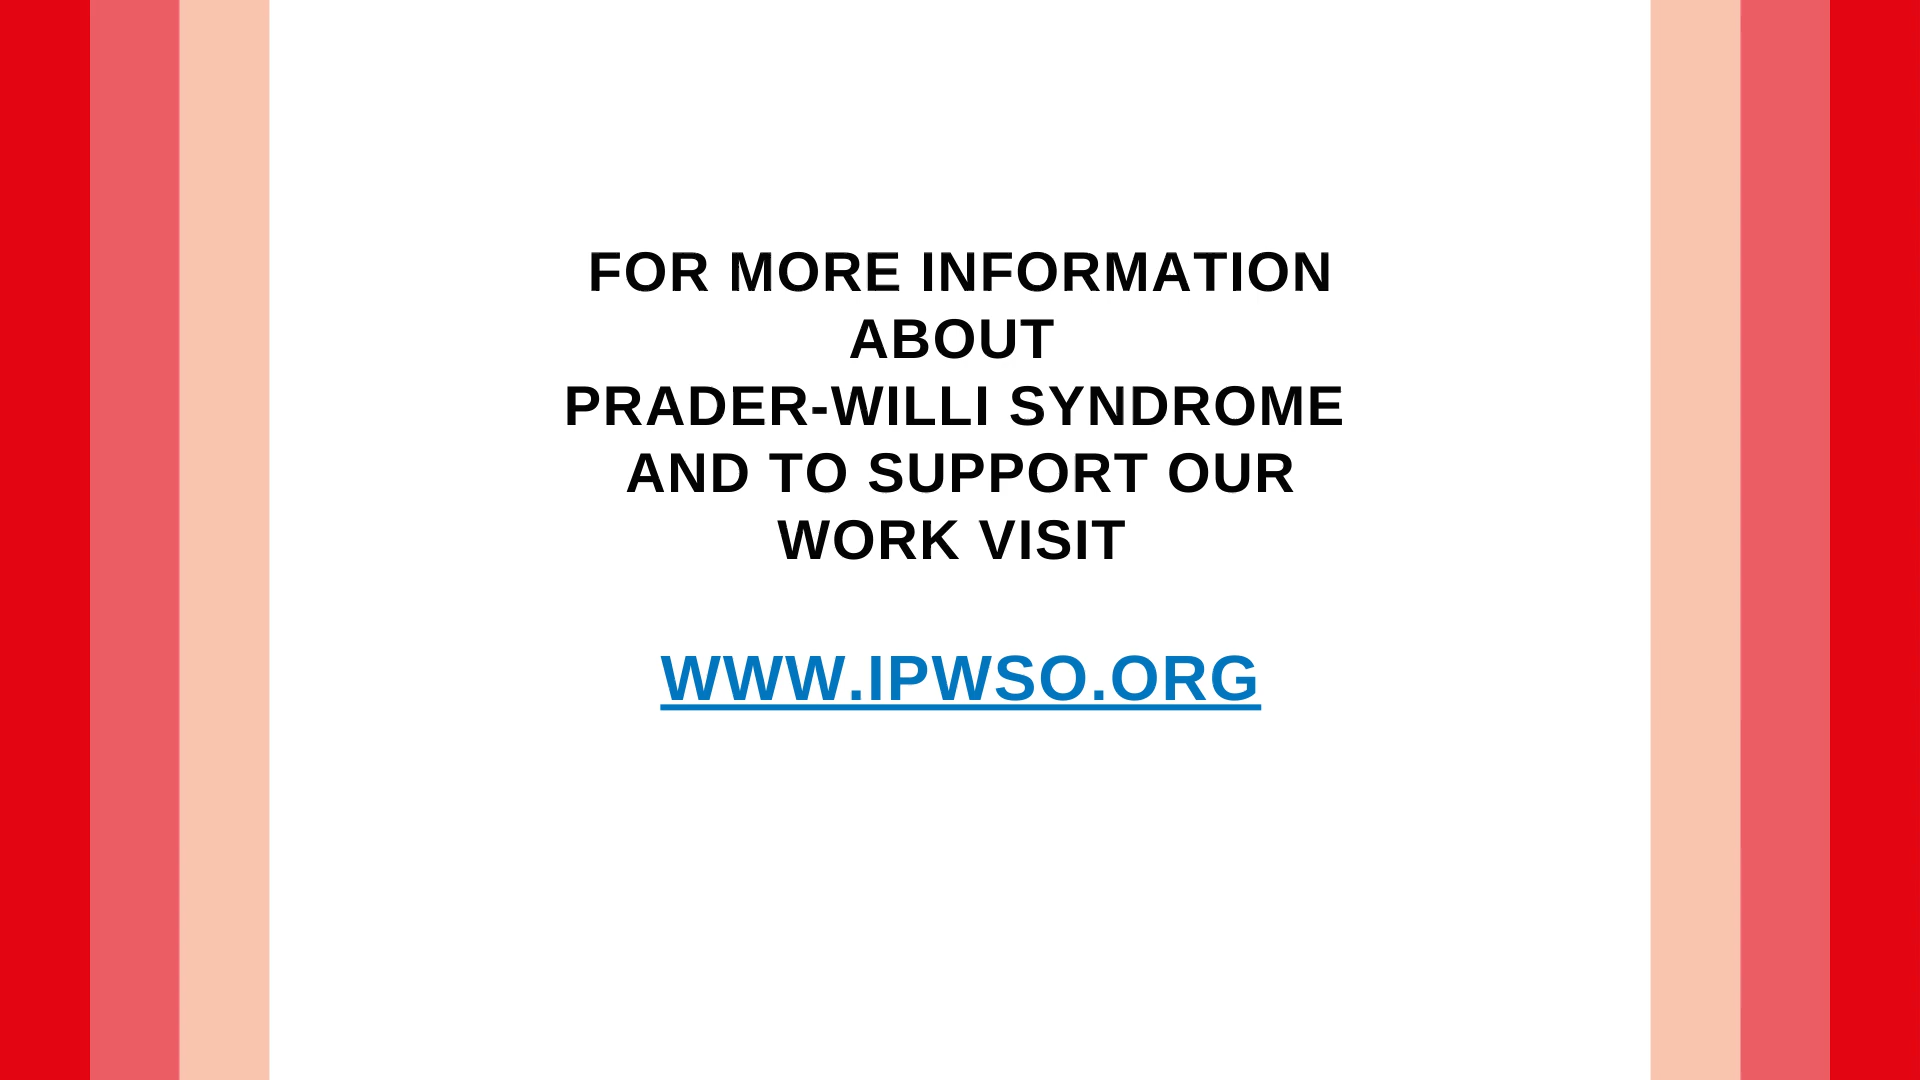 FOR MORE INFORMATION
ABOUT
PRADER-WILLI SYNDROME
AND TO SUPPORT OUR
WORK VISIT
WWW.IPWSO.ORG